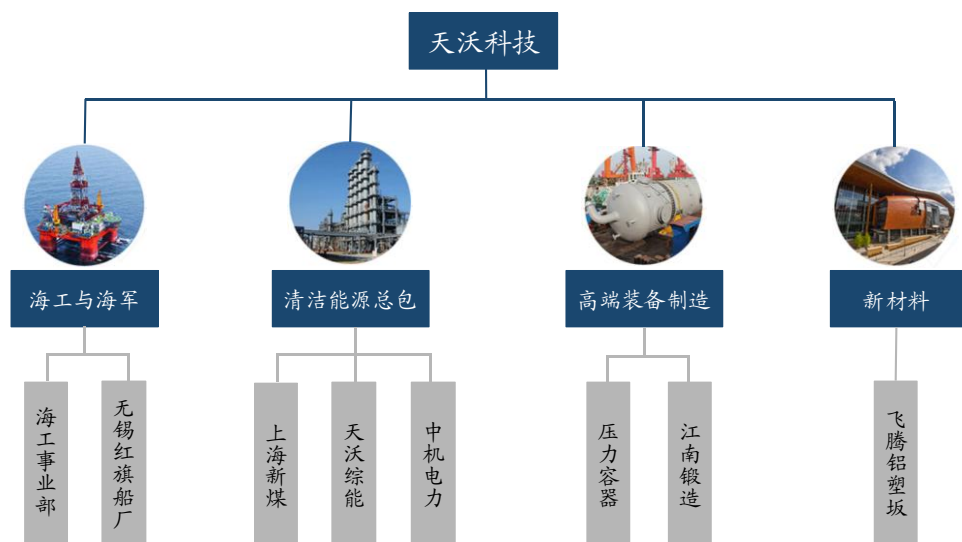 天沃科技
海工与海军
清洁能源总包
高端装备制造
新材料
海工事业部
无锡红旗船厂
上海新煤
天沃综能
中机电力
压力容器
江南锻造
飞腾铝塑坂